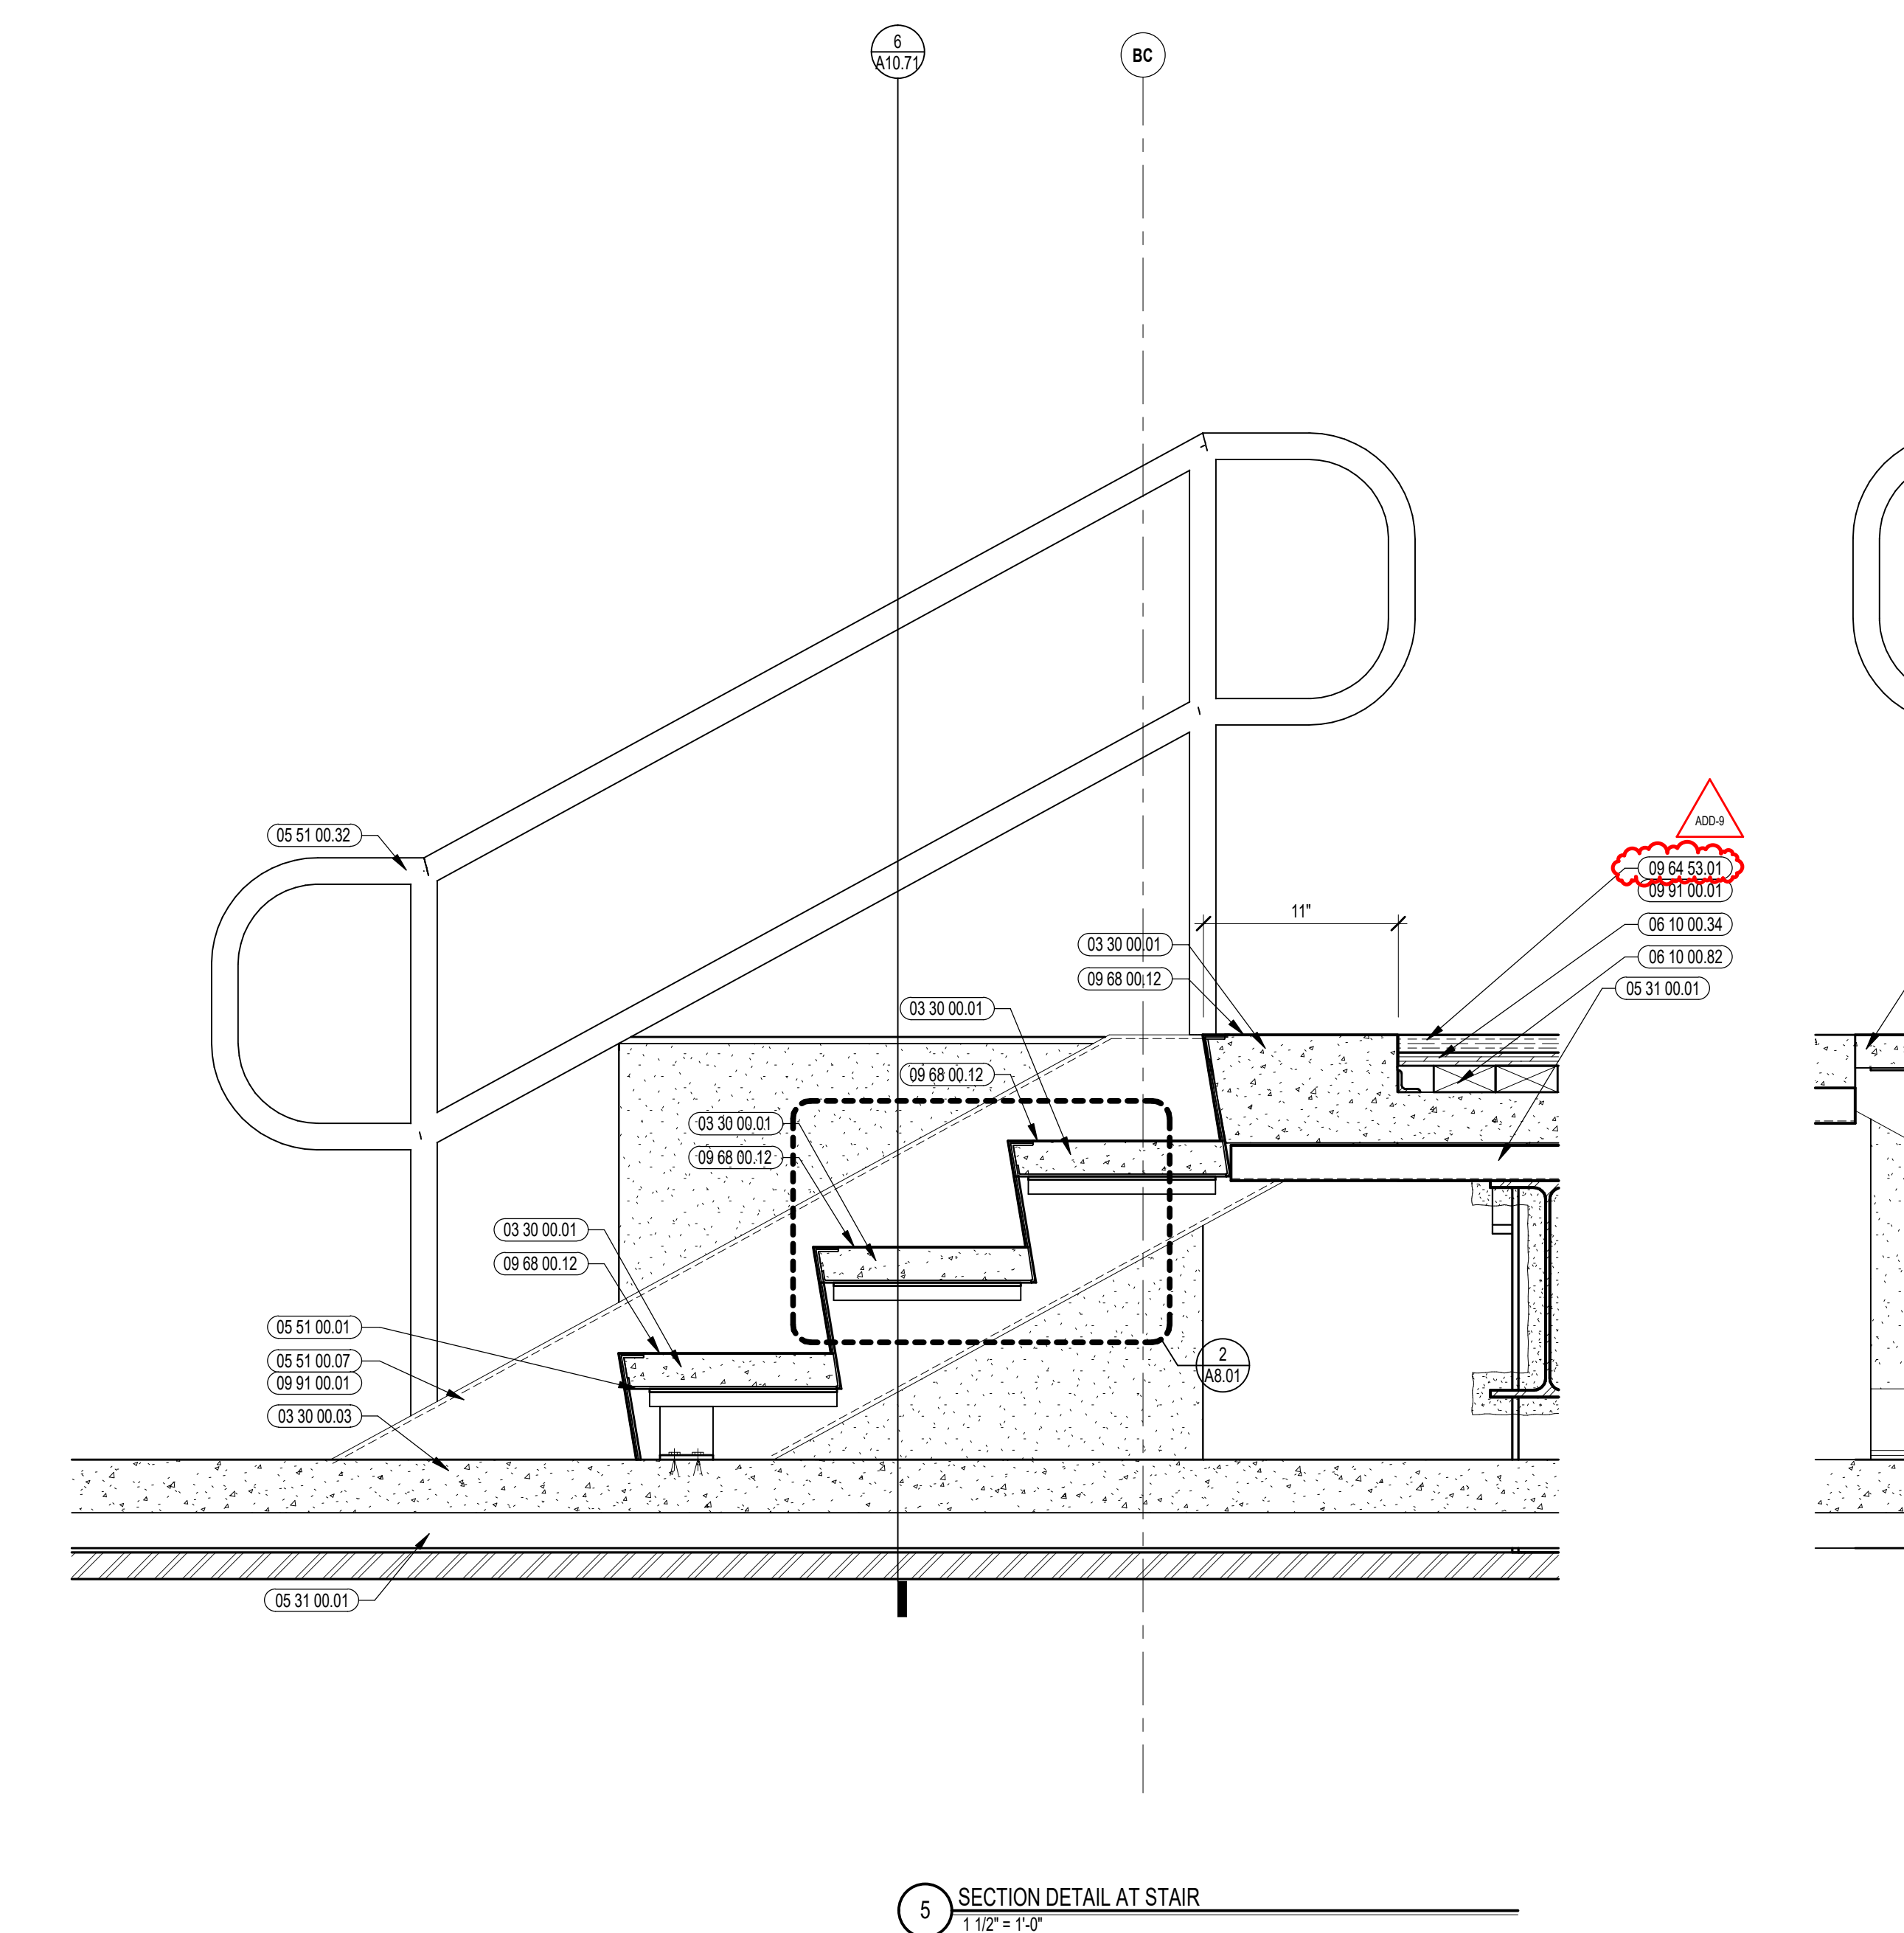 6
A10.71
BC
05 51 00.32
ADD-9
09 64 53.01
09 91 00.01
11"
06 10 00.34
03 30 00.01
06 10 00.82
09 68 00.12
05 31 00.01
03 30 00.01
09 68 00.12
03 30 00.01
09 68 00.12
03 30 00.01
09 68 00.12
05 51 00.01
05 51 00.07
09 91 00.01
03 30 00.03
2
A8.01
05 31 00.01
5
SECTION DETAIL AT STAIR
1 1/2" = 1'-0"